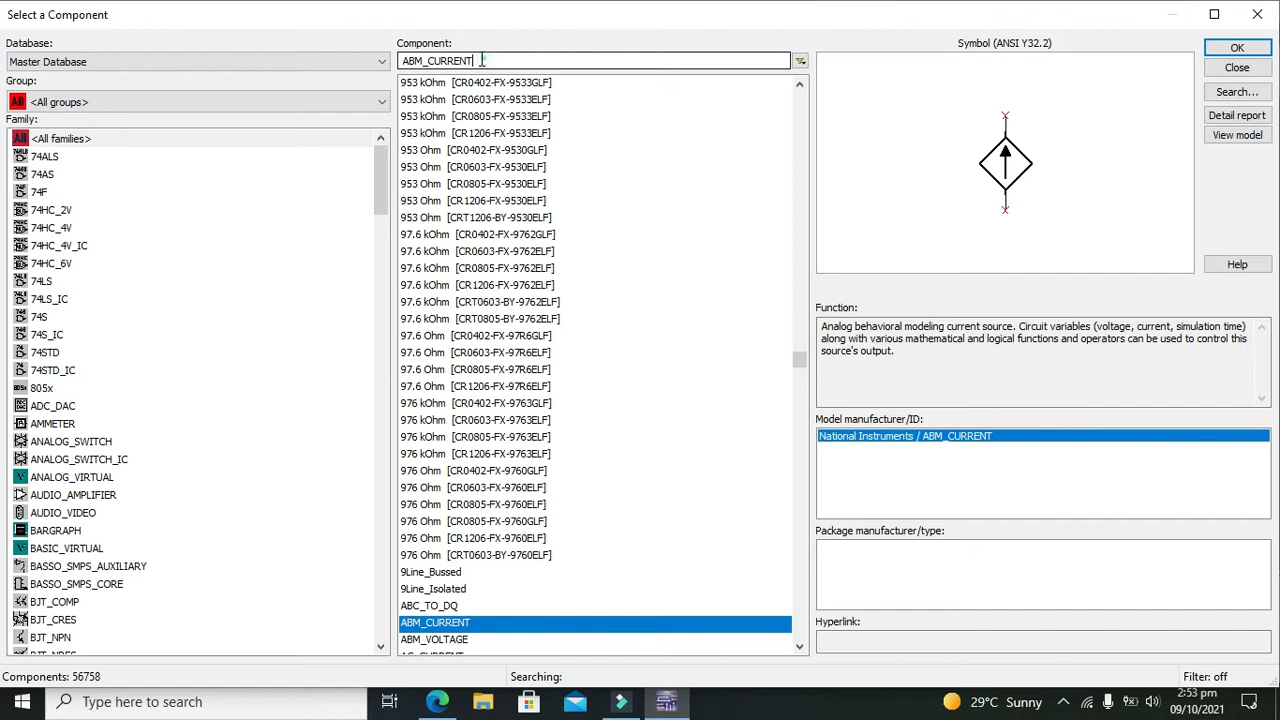 Select a Component
Database:
Master Database
Group:
All <All groups>
Family:
All <All families>
74ALS
74AS
74F
74HC_2V
74HC_4V
74HC_4V_IC
74HC_6V
74LS
74LS_IC
74S
74S_IC
74STD
74STD_IC
805x 805x
ADC_DAC
AMMETER
ANALOG_SWITCH
ANALOG_SWITCH_IC
ANALOG_VIRTUAL
AUDIO_AMPLIFIER
AUDIO_VIDEO
BARGRAPH
BASIC_VIRTUAL
BASSO_SMPS_AUXILIARY
BASSO_SMPS_CORE
BJT_COMP
BJT_CRES
BJT_NPN
BJT_NRES
Components: 56758
Component:
ABM_CURRENT
953 kOhm [CR0402-FX-9533GLF]
953 kOhm [CR0603-FX-9533ELF]
953 kOhm [CR0805-FX-9533ELF]
953 kOhm [CR1206-FX-9533ELF]
953 Ohm [CR0402-FX-9530GLF]
953 Ohm [CR0603-FX-9530ELF]
953 Ohm [CR0805-FX-9530ELF]
953 Ohm [CR1206-FX-9530ELF]
953 Ohm [CRT1206-BY-9530ELF]
97.6 kOhm [CR0402-FX-9762GLF]
97.6 kOhm [CR0603-FX-9762ELF]
97.6 kOhm [CR0805-FX-9762ELF]
97.6 kOhm [CR1206-FX-9762ELF]
97.6 kOhm [CRT0603-BY-9762ELF]
97.6 kOhm [CRT0805-BY-9762ELF]
97.6 Ohm [CR0402-FX-97R6GLF]
97.6 Ohm [CR0603-FX-97R6ELF]
97.6 Ohm [CR0805-FX-97R6ELF]
97.6 Ohm [CR1206-FX-97R6ELF]
976 kOhm [CR0402-FX-9763GLF]
976 kOhm [CR0603-FX-9763ELF]
976 kOhm [CR0805-FX-9763ELF]
976 kOhm [CR1206-FX-9763ELF]
976 Ohm [CR0402-FX-9760GLF]
976 Ohm [CR0603-FX-9760ELF]
976 Ohm [CR0805-FX-9760ELF]
976 Ohm [CR0805-FX-9760GLF]
976 Ohm [CR1206-FX-9760ELF]
976 Ohm [CRT0603-BY-9760ELF]
9Line_Bussed
9Line_Isolated
ABC_TO_DQ
ABM_CURRENT
ABM_VOLTAGE
AC_CURRENT
Searching:
Symbol (ANSI Y32.2)
Function:
Analog behavioral modeling current source. Circuit variables (voltage, current, simulation time)
along with various mathematical and logical functions and operators can be used to control this
source's output.
Model manufacturer/ID:
National Instruments / ABM_CURRENT
Package manufacturer/type:
Hyperlink:
OK
Close
Search...
Detail report
View model
Help
Filter: off
Type here to search
29°C Sunny
2:53 pm
09/10/2021